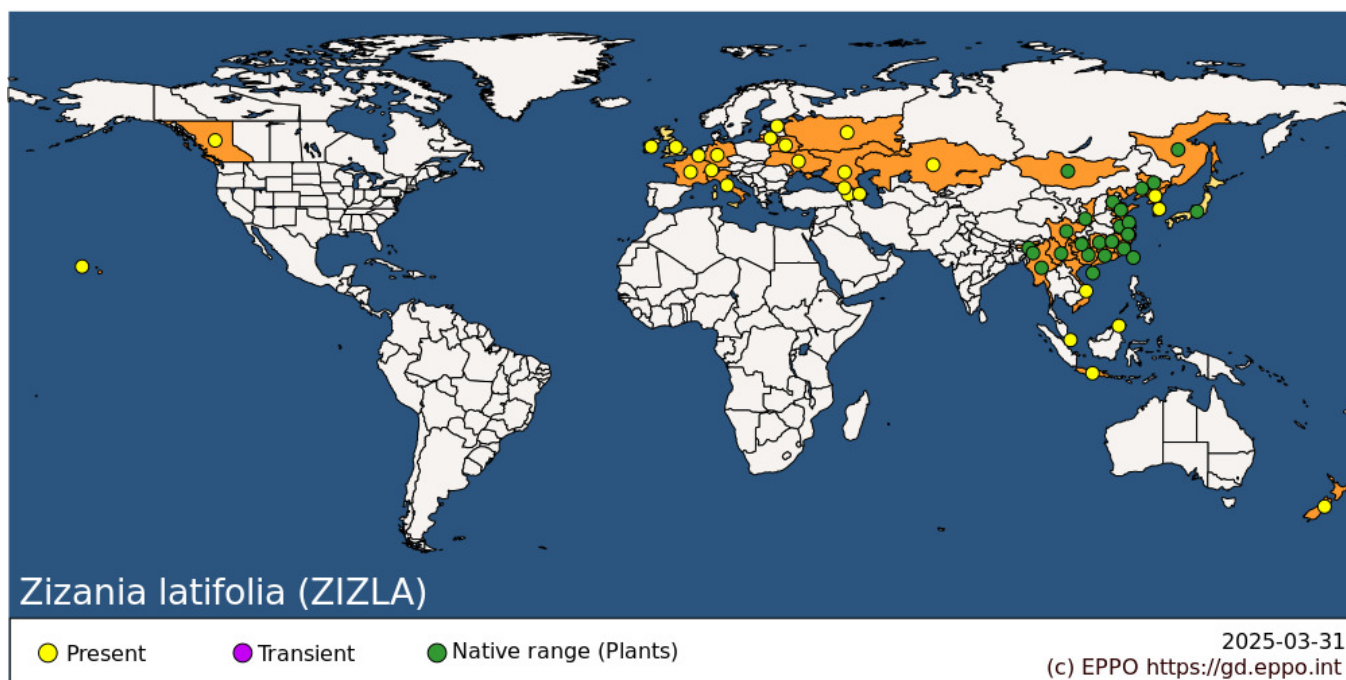 Zizania latifolia (ZIZLA)
Present
Transient
Native range (Plants)
2025-03-31
(c) EPPO https://gd.eppo.int